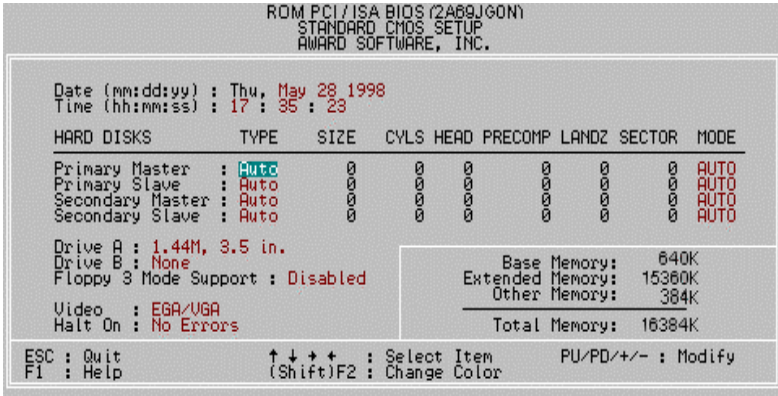 ROM PCI/ISA BIOS (2A69JG0N)
STANDARD CMOS SETUP
AWARD SOFTWARE, INC.
Date (mm:dd:yy) : Thu, May 28 1998
Time (hh:mm:ss) : 17 : 35 : 23
HARD DISKS TYPE SIZE CYLS HEAD PRECOMP LANDZ SECTOR MODE
Primary Master : Auto 0 0 0 0 0 0 AUTO
Primary Slave : Auto 0 0 0 0 0 0 AUTO
Secondary Master : Auto 0 0 0 0 0 0 AUTO
Secondary Slave : Auto 0 0 0 0 0 0 AUTO
Drive A : 1.44M, 3.5 in.
Drive B : None
Floppy 3 Mode Support : Disabled
Video : EGA/VGA
Halt On : No Errors
Base Memory: 640K
Extended Memory: 15360K
Other Memory: 384K
Total Memory: 16384K
ESC : Quit ↑ ↓ → ← : Select Item PU/PD/+/- : Modify
F1 : Help (Shift)F2 : Change Color